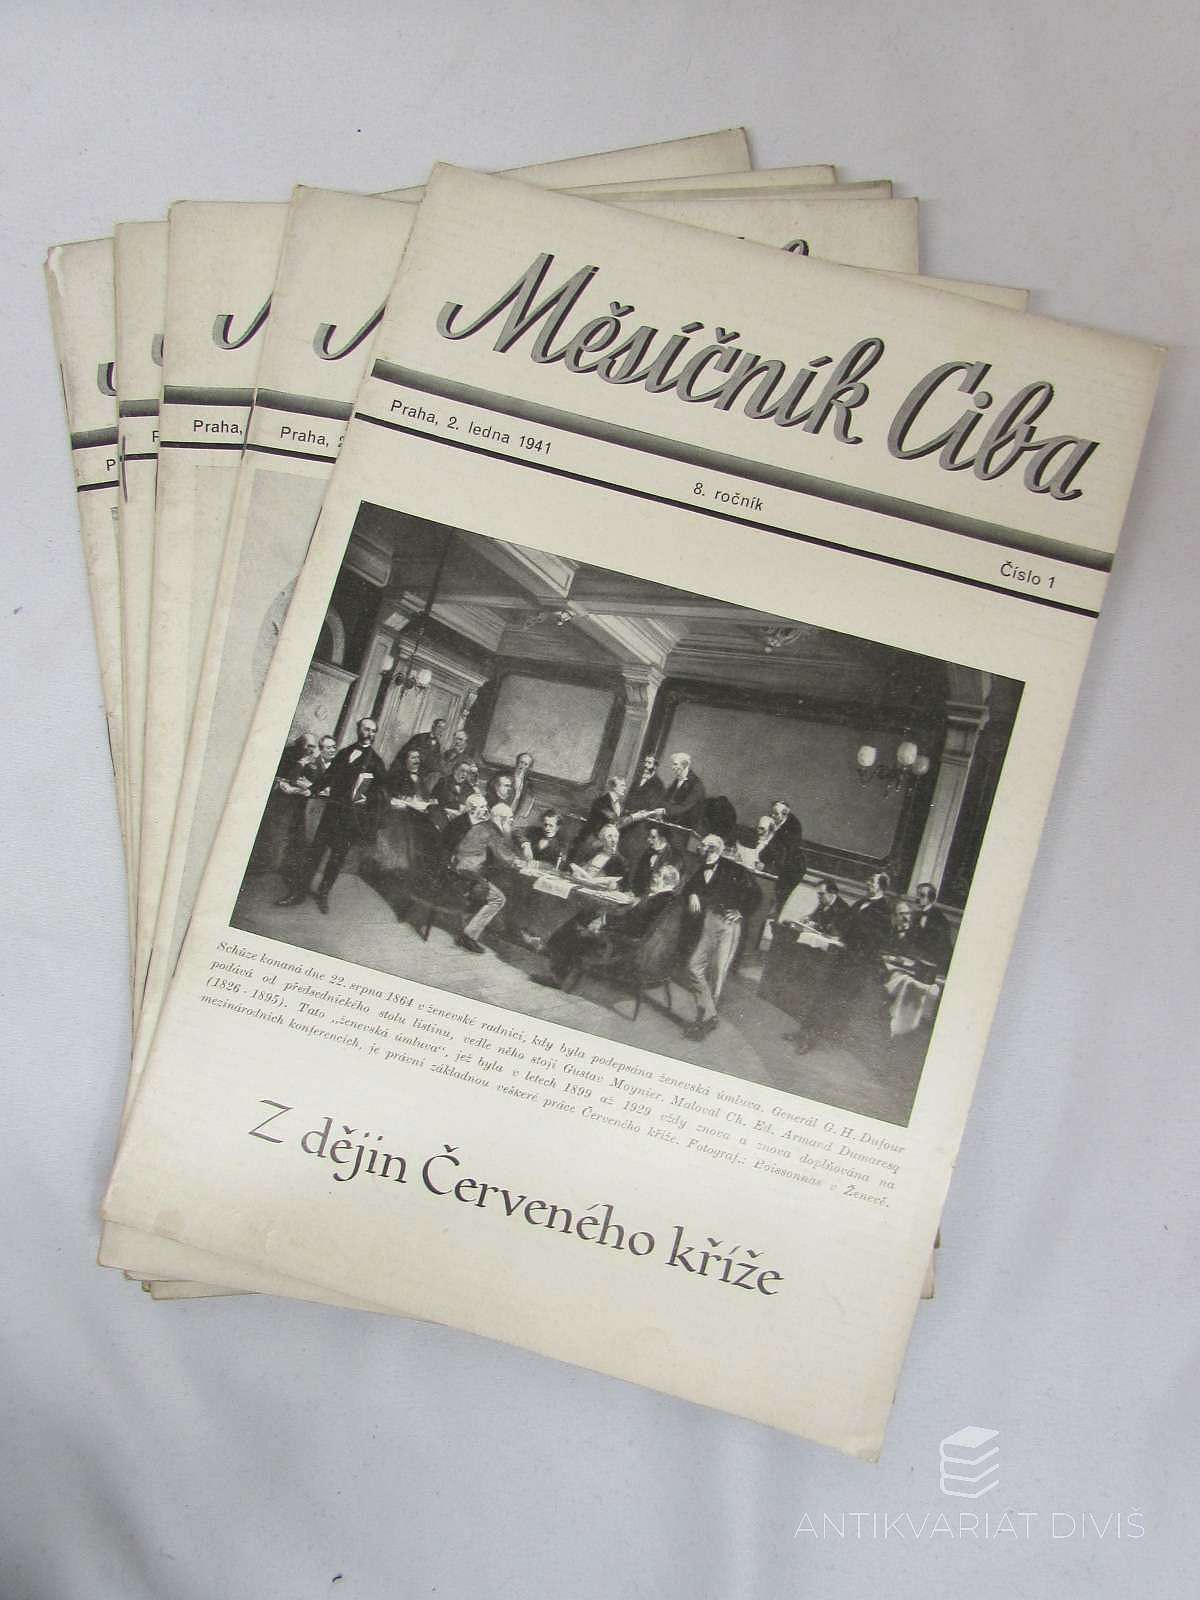 Měsíčník Ciba
Praha, 2. ledna 1941
8. ročník
Číslo 1
Praha,
Praha, 2
P
P
Schůze konaná dne 22. srpna 1864 v ženevské radnici, kdy byla podepsána ženevská úmluva. Generál G. H. Dufour
podává od předsednického stolu listinu, vedle něho stojí Gustav Moynier. Maloval Ch. Ed. Armand Dumaresq
(1826 - 1895). Tato „ženevská úmluva", jež byla v letech 1899 až 1929 vždy znova a znova doplňována na
mezinárodních konferencích, je právní základnou veškeré práce Červeného kříže. Fotograf.: Boissonnas v Ženevě.
Z dějin Červeného kříže
ANTIKVARIÁT DIVIŠ